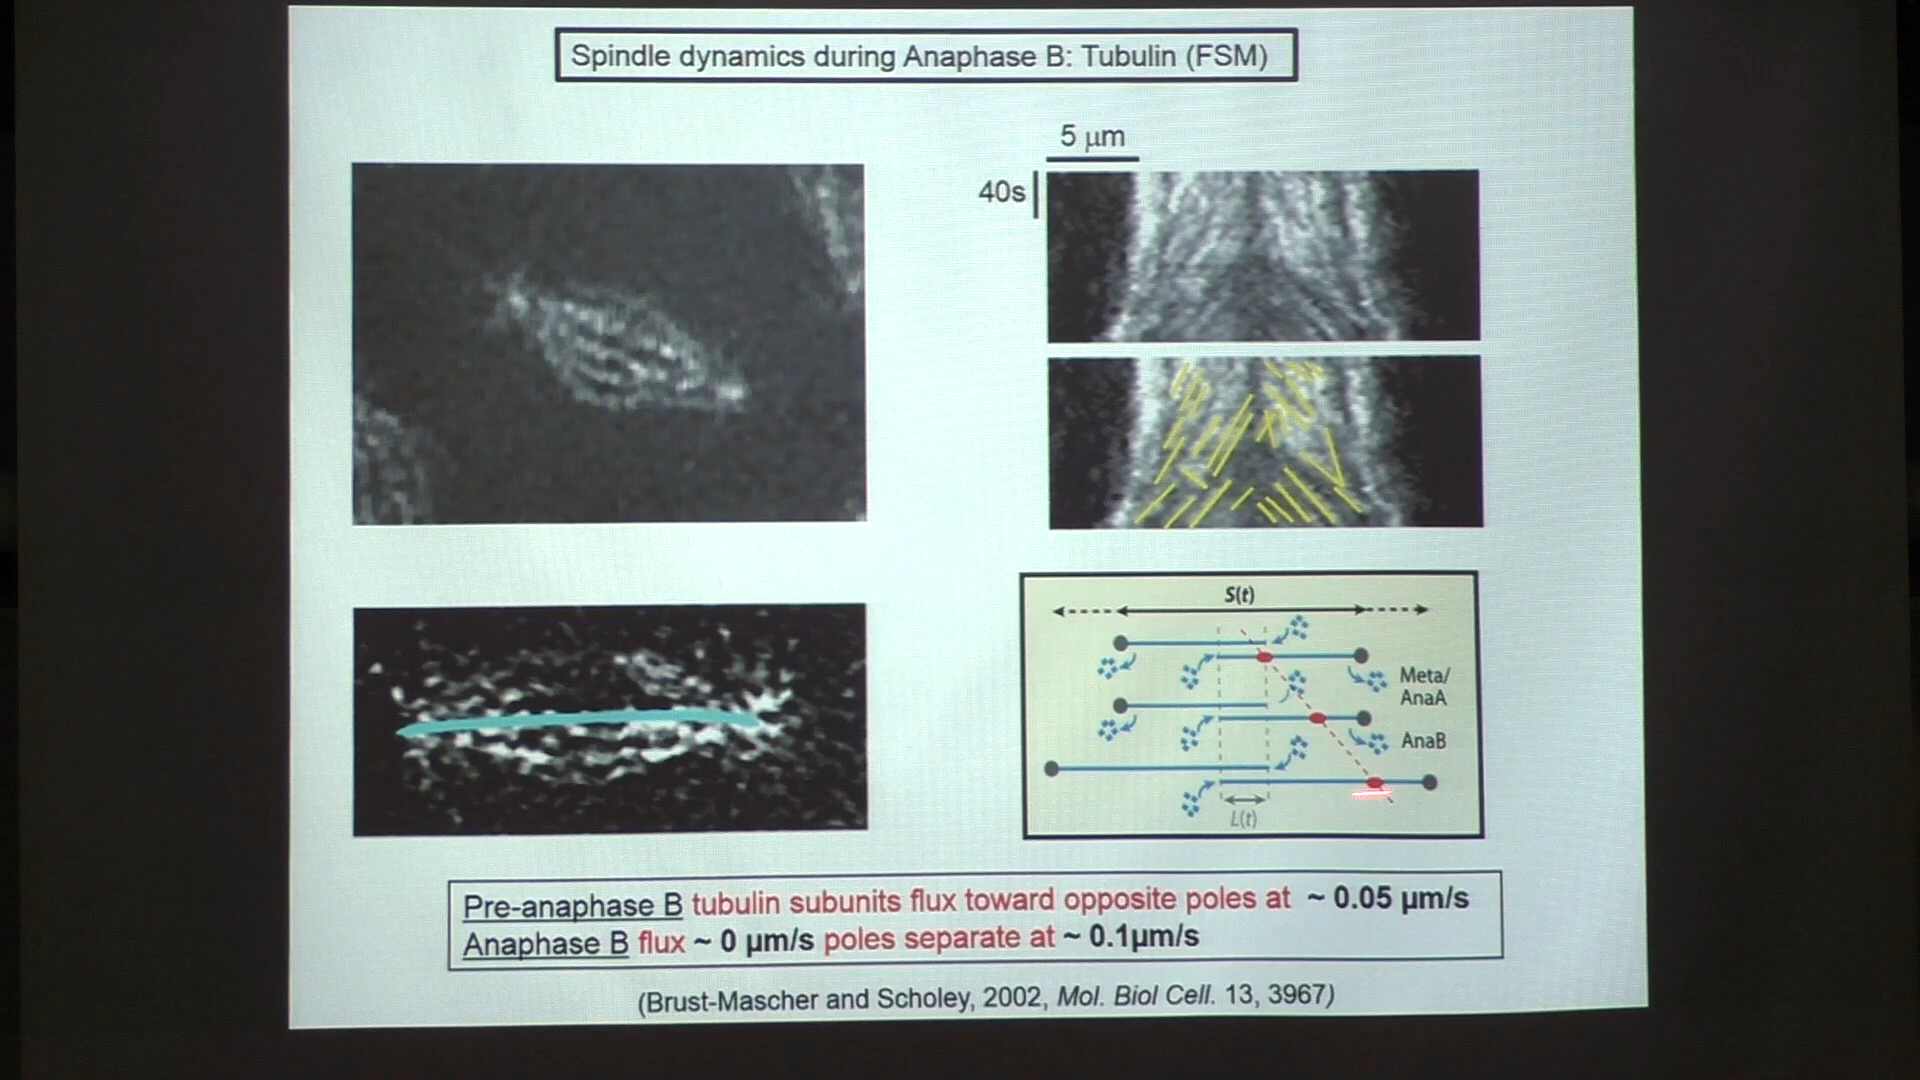 Spindle dynamics during Anaphase B: Tubulin (FSM)
5 μm
40s
S(t)
Meta/
AnaA
AnaB
L(t)
Pre-anaphase B tubulin subunits flux toward opposite poles at ~ 0.05 μm/s
Anaphase B flux ~ 0 μm/s poles separate at ~ 0.1μm/s
(Brust-Mascher and Scholey, 2002, Mol. Biol Cell. 13, 3967)